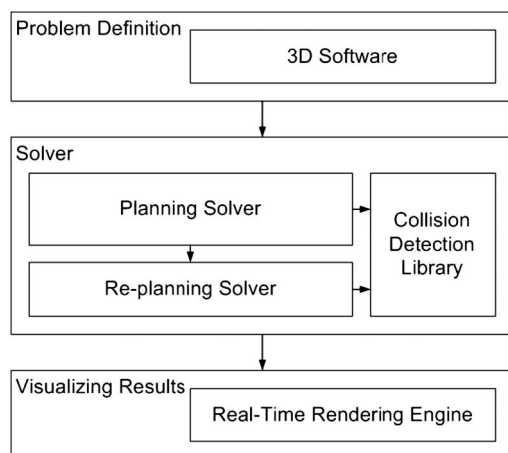 Problem Definition
3D Software
Solver
Planning Solver
Re-planning Solver
Collision
Detection
Library
Visualizing Results
Real-Time Rendering Engine